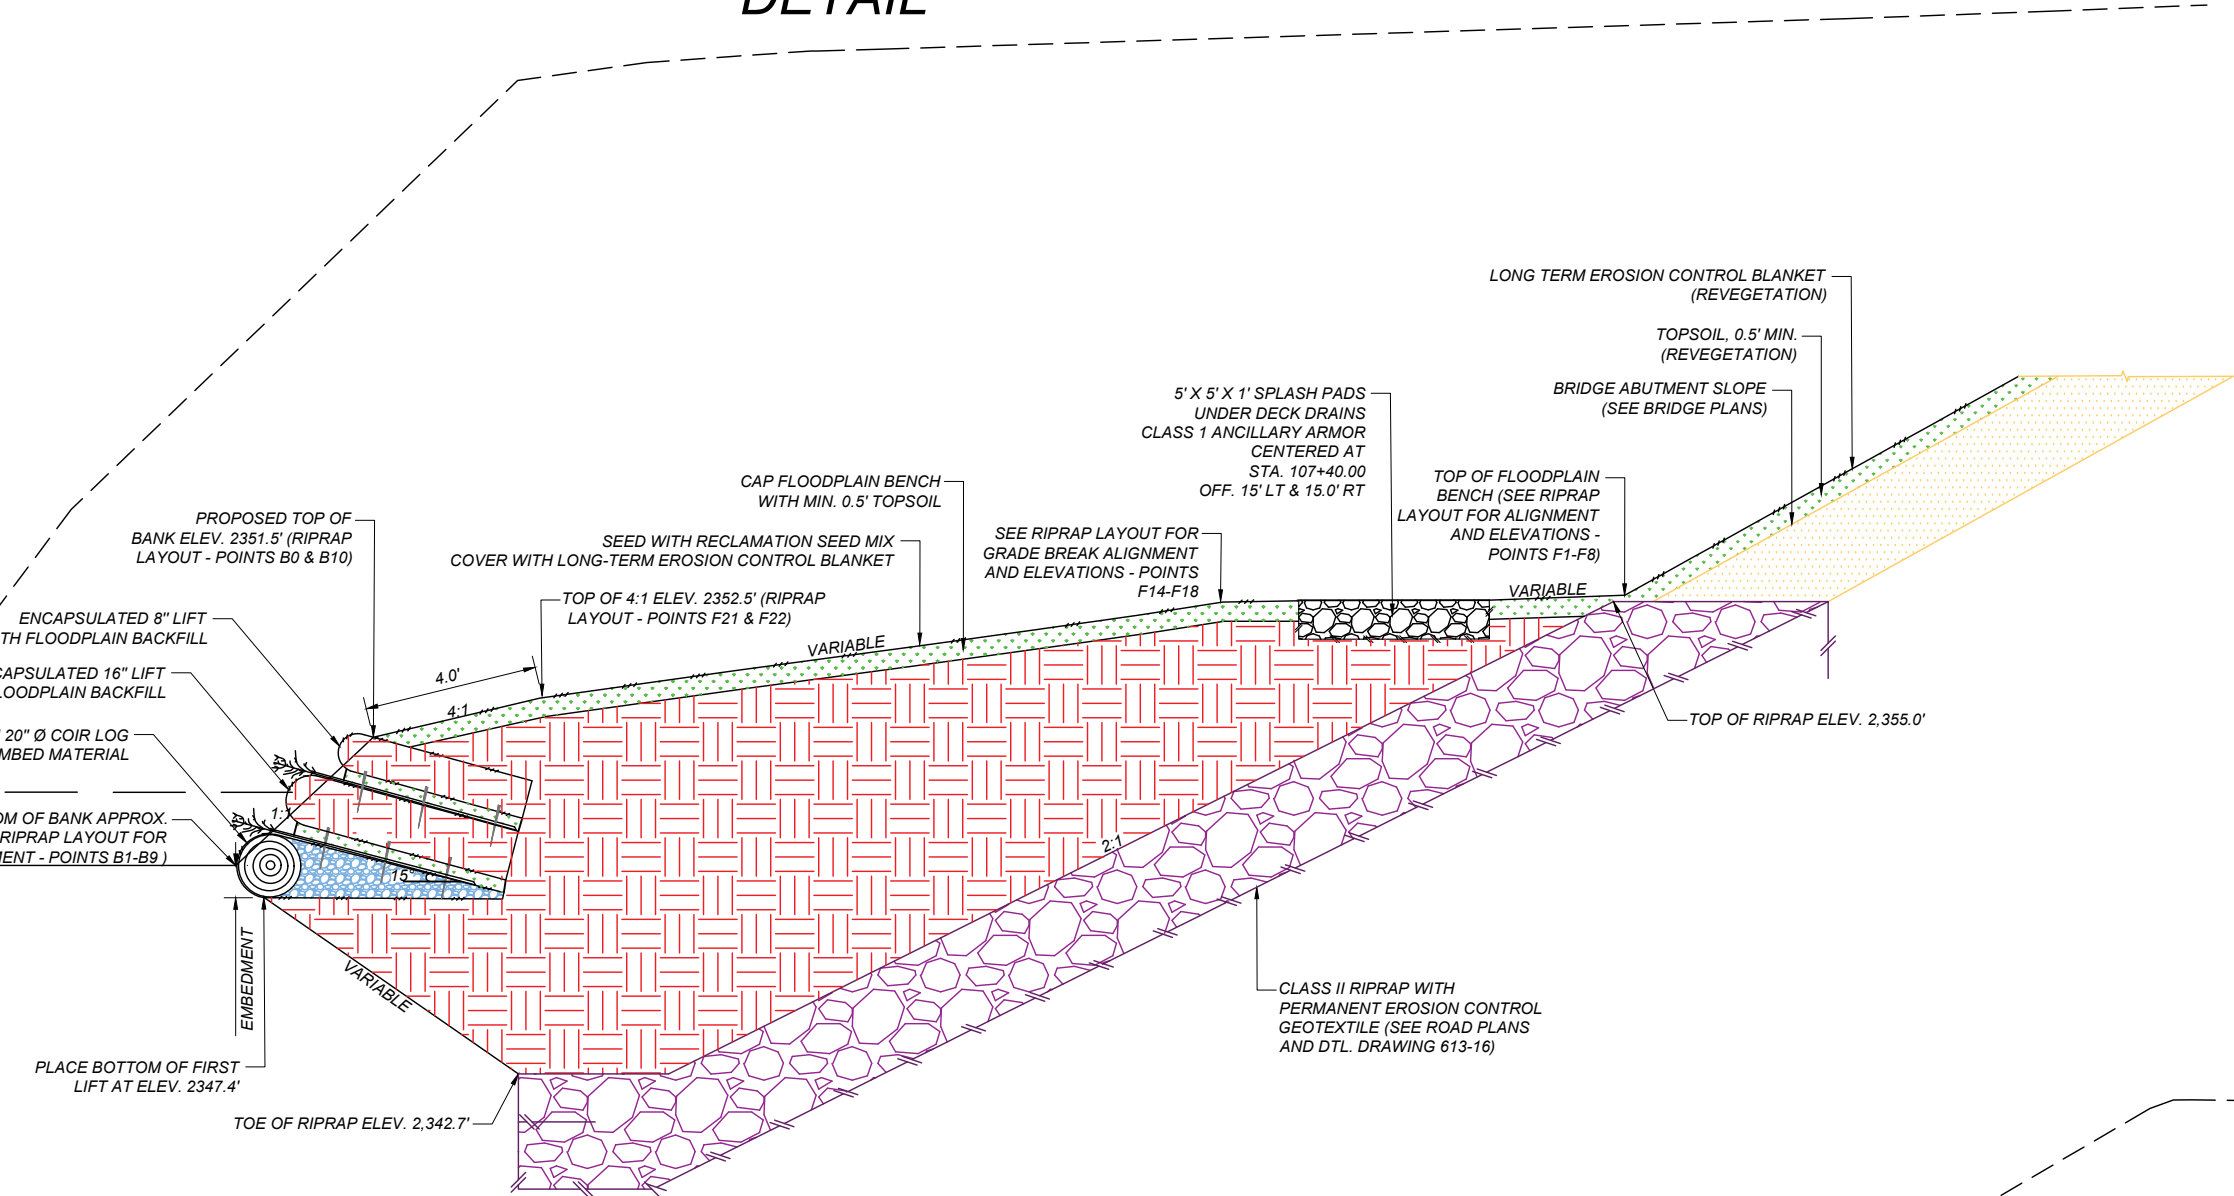 DETAIL
LONG TERM EROSION CONTROL BLANKET
(REVEGETATION)
TOPSOIL, 0.5' MIN.
(REVEGETATION)
BRIDGE ABUTMENT SLOPE
(SEE BRIDGE PLANS)
5' X 5' X 1' SPLASH PADS
UNDER DECK DRAINS
CLASS 1 ANCILLARY ARMOR
CENTERED AT
STA. 107+40.00
OFF. 15' LT & 15.0' RT
TOP OF FLOODPLAIN
BENCH (SEE RIPRAP
LAYOUT FOR ALIGNMENT
AND ELEVATIONS -
POINTS F1-F8)
CAP FLOODPLAIN BENCH
WITH MIN. 0.5' TOPSOIL
PROPOSED TOP OF
BANK ELEV. 2351.5' (RIPRAP
LAYOUT - POINTS B0 & B10)
SEED WITH RECLAMATION SEED MIX
COVER WITH LONG-TERM EROSION CONTROL BLANKET
SEE RIPRAP LAYOUT FOR
GRADE BREAK ALIGNMENT
AND ELEVATIONS - POINTS
F14-F18
TOP OF 4:1 ELEV. 2352.5' (RIPRAP
LAYOUT - POINTS F21 & F22)
VARIABLE
VARIABLE
ENCAPSULATED 8" LIFT
TH FLOODPLAIN BACKFILL
CAPSULATED 16" LIFT
LOODPLAIN BACKFILL
4.0'
4:1
20" Ø COIR LOG
MBED MATERIAL
1:1
OM OF BANK APPROX.
RIPRAP LAYOUT FOR
MENT - POINTS B1-B9 )
15°
2:1
TOP OF RIPRAP ELEV. 2,355.0'
EMBEDMENT
VARIABLE
CLASS II RIPRAP WITH
PERMANENT EROSION CONTROL
GEOTEXTILE (SEE ROAD PLANS
AND DTL. DRAWING 613-16)
PLACE BOTTOM OF FIRST
LIFT AT ELEV. 2347.4'
TOE OF RIPRAP ELEV. 2,342.7'